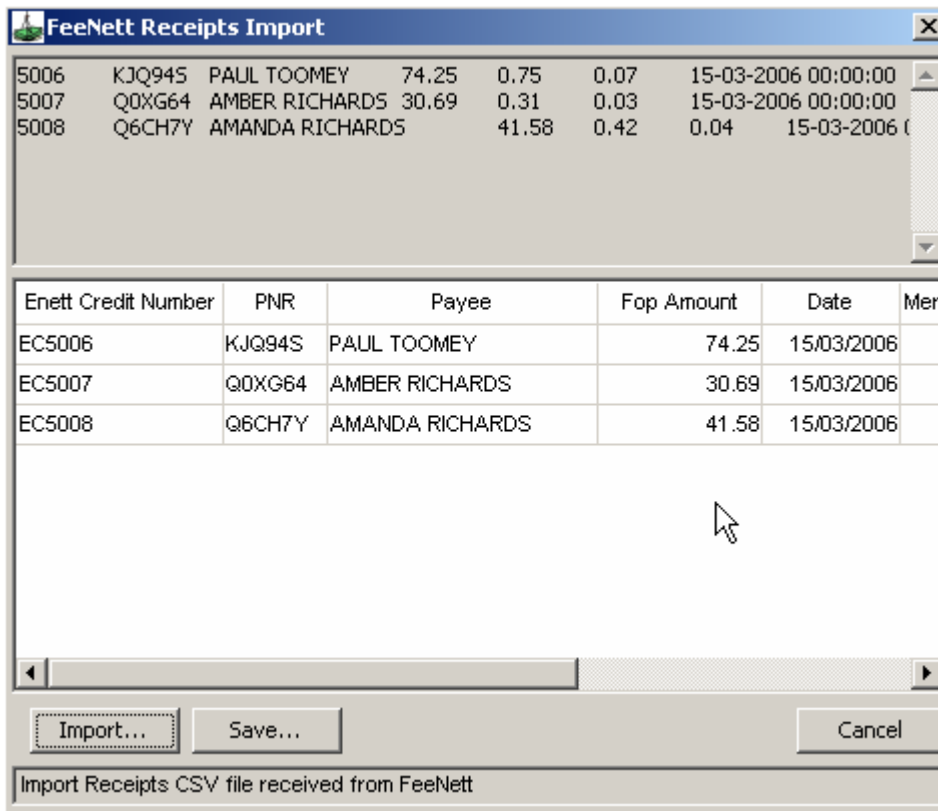 FeeNett Receipts Import
5006 KJQ94S PAUL TOOMEY 74.25 0.75 0.07 15-03-2006 00:00:00
5007 Q0XG64 AMBER RICHARDS 30.69 0.31 0.03 15-03-2006 00:00:00
5008 Q6CH7Y AMANDA RICHARDS 41.58 0.42 0.04 15-03-2006
Enett Credit Number PNR Payee Fop Amount Date Mer
EC5006 KJQ94S PAUL TOOMEY 74.25 15/03/2006
EC5007 Q0XG64 AMBER RICHARDS 30.69 15/03/2006
EC5008 Q6CH7Y AMANDA RICHARDS 41.58 15/03/2006
Import... Save... Cancel
Import Receipts CSV file received from FeeNett